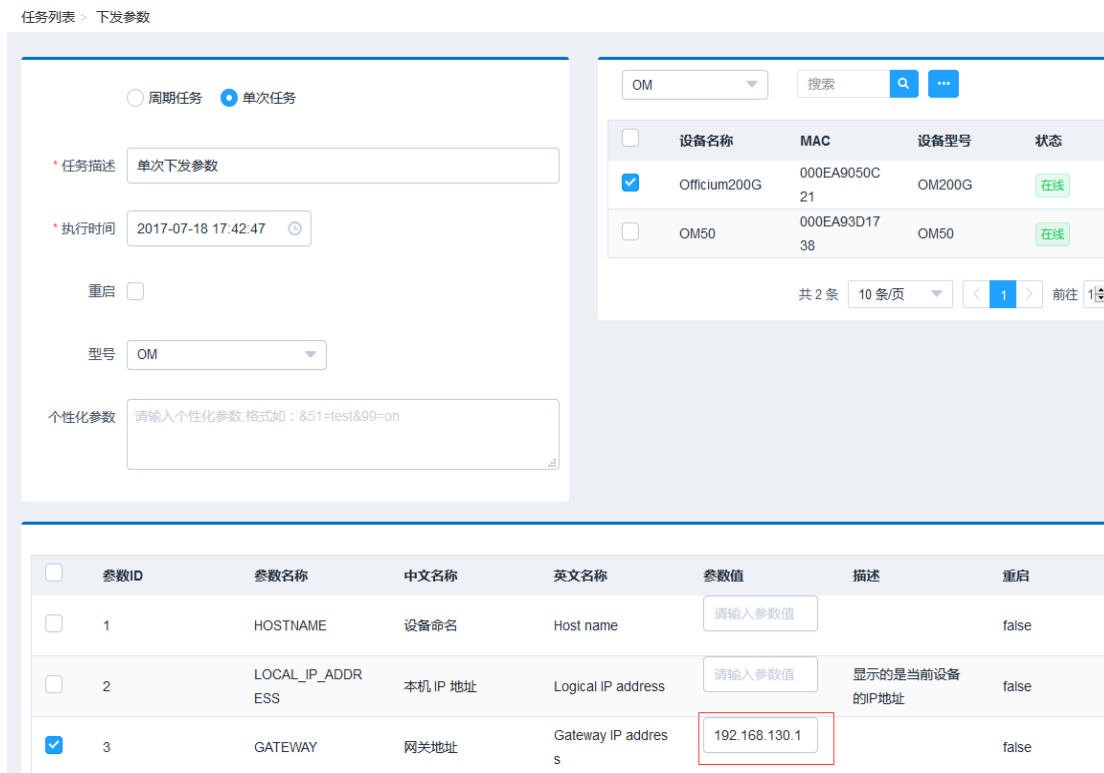 任务列表 > 下发参数
周期任务 单次任务
* 任务描述 单次下发参数
* 执行时间 2017-07-18 17:42:47
重启
型号 OM
个性化参数 请输入个性化参数,格式如：&51=test&99=on
OM 搜索 ...
设备名称 MAC 设备型号 状态
Officium200G 000EA9050C
21 OM200G 在线
OM50 000EA93D17
38 OM50 在线
共 2 条 10 条/页 < 1 > 前往 1
参数ID 参数名称 中文名称 英文名称 参数值 描述 重启
1 HOSTNAME 设备命名 Host name 请输入参数值 false
2 LOCAL_IP_ADDR
ESS 本机 IP 地址 Logical IP address 请输入参数值 显示的是当前设备
的IP地址 false
3 GATEWAY 网关地址 Gateway IP addres
s 192.168.130.1 false